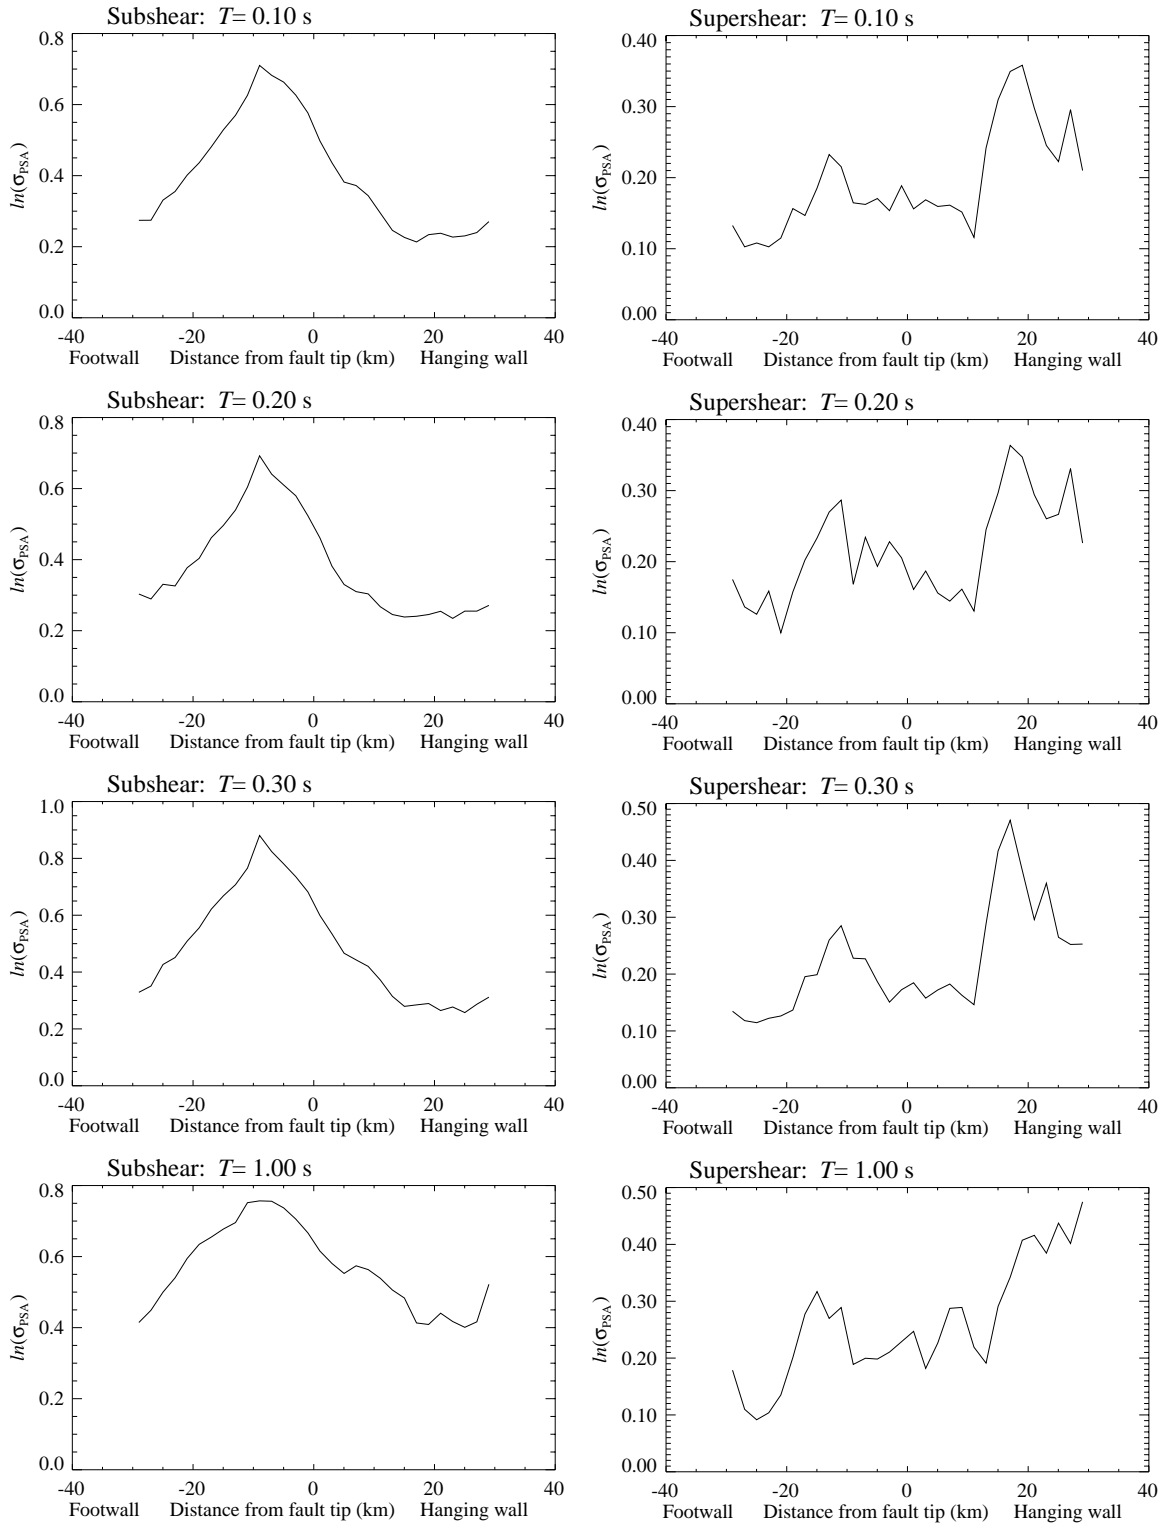 Subshear: T= 0.10 s
0.8
0.6
0.4
0.2
0.0
ln(σPSA)
-40 -20 0 20 40
Footwall Distance from fault tip (km) Hanging wall
Supershear: T= 0.10 s
0.40
0.30
0.20
0.10
0.00
ln(σPSA)
-40 -20 0 20 40
Footwall Distance from fault tip (km) Hanging wall
Subshear: T= 0.20 s
0.8
0.6
0.4
0.2
0.0
ln(σPSA)
-40 -20 0 20 40
Footwall Distance from fault tip (km) Hanging wall
Supershear: T= 0.20 s
0.40
0.30
0.20
0.10
0.00
ln(σPSA)
-40 -20 0 20 40
Footwall Distance from fault tip (km) Hanging wall
Subshear: T= 0.30 s
1.0
0.8
0.6
0.4
0.2
0.0
ln(σPSA)
-40 -20 0 20 40
Footwall Distance from fault tip (km) Hanging wall
Supershear: T= 0.30 s
0.50
0.40
0.30
0.20
0.10
0.00
ln(σPSA)
-40 -20 0 20 40
Footwall Distance from fault tip (km) Hanging wall
Subshear: T= 1.00 s
0.8
0.6
0.4
0.2
0.0
ln(σPSA)
-40 -20 0 20 40
Footwall Distance from fault tip (km) Hanging wall
Supershear: T= 1.00 s
0.50
0.40
0.30
0.20
0.10
0.00
ln(σPSA)
-40 -20 0 20 40
Footwall Distance from fault tip (km) Hanging wall